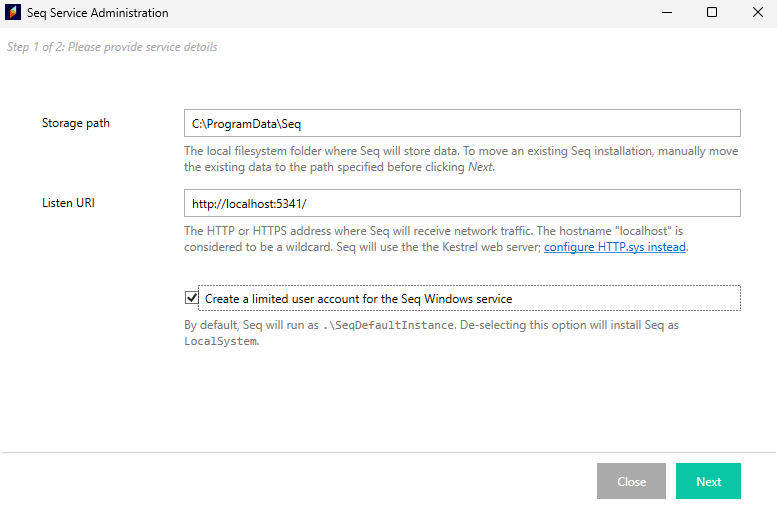 Seq Service Administration
Step 1 of 2: Please provide service details
Storage path
C:\ProgramData\Seq
The local filesystem folder where Seq will store data. To move an existing Seq installation, manually move
the existing data to the path specified before clicking Next.
Listen URI
http://localhost:5341/
The HTTP or HTTPS address where Seq will receive network traffic. The hostname "localhost" is
considered to be a wildcard. Seq will use the the Kestrel web server; configure HTTP.sys instead.
Create a limited user account for the Seq Windows service
By default, Seq will run as .\SeqDefaultInstance. De-selecting this option will install Seq as
LocalSystem.
Close
Next